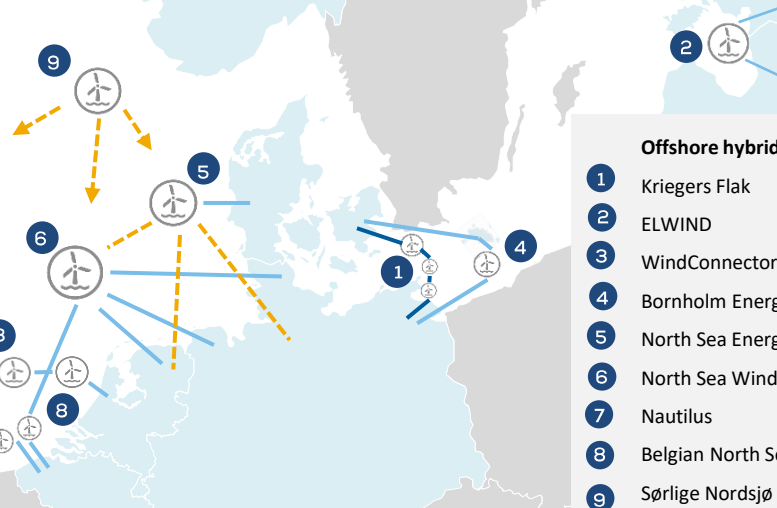 9
2
5
6
4
1
8
Offshore hybrid
1 Kriegers Flak
2 ELWIND
3 WindConnector
4 Bornholm Energ
5 North Sea Energ
6 North Sea Wind
7 Nautilus
8 Belgian North Se
9 Sørlige Nordsjø